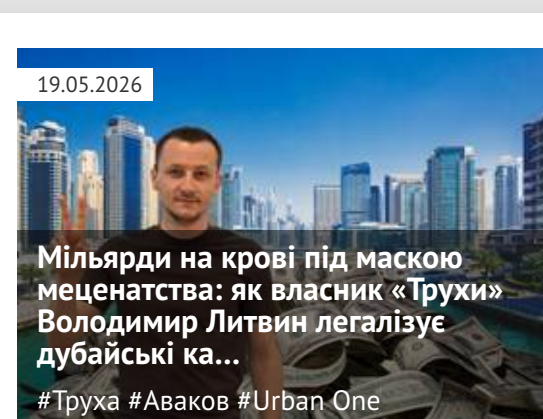 19.05.2026
Мільярди на крові під маскою
меценатства: як власник «Трухи»
Володимир Литвин легалізує
дубайські ка...
#Труха #Аваков #Urban One